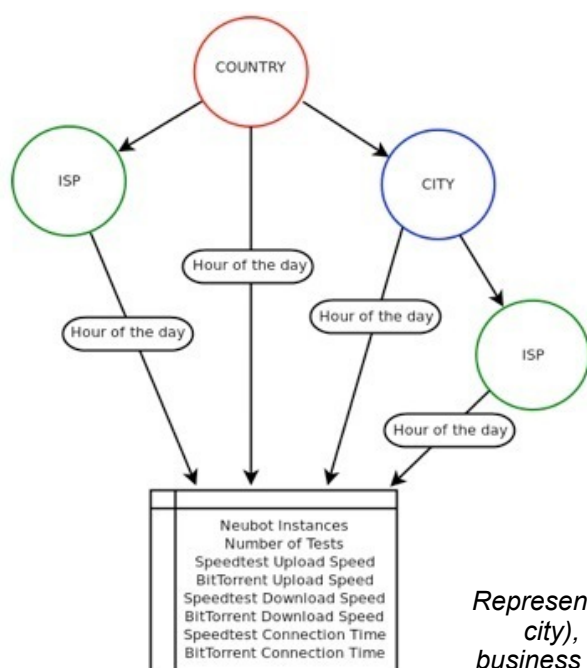 COUNTRY
ISP
CITY
Hour of the day
Hour of the day
Hour of the day
ISP
Hour of the day
Neubot Instances
Number of Tests
Speedtest Upload Speed
BitTorrent Upload Speed
Speedtest Download Speed
BitTorrent Download Speed
Speedtest Connection Time
BitTorrent Connection Time
Represen
city),
business